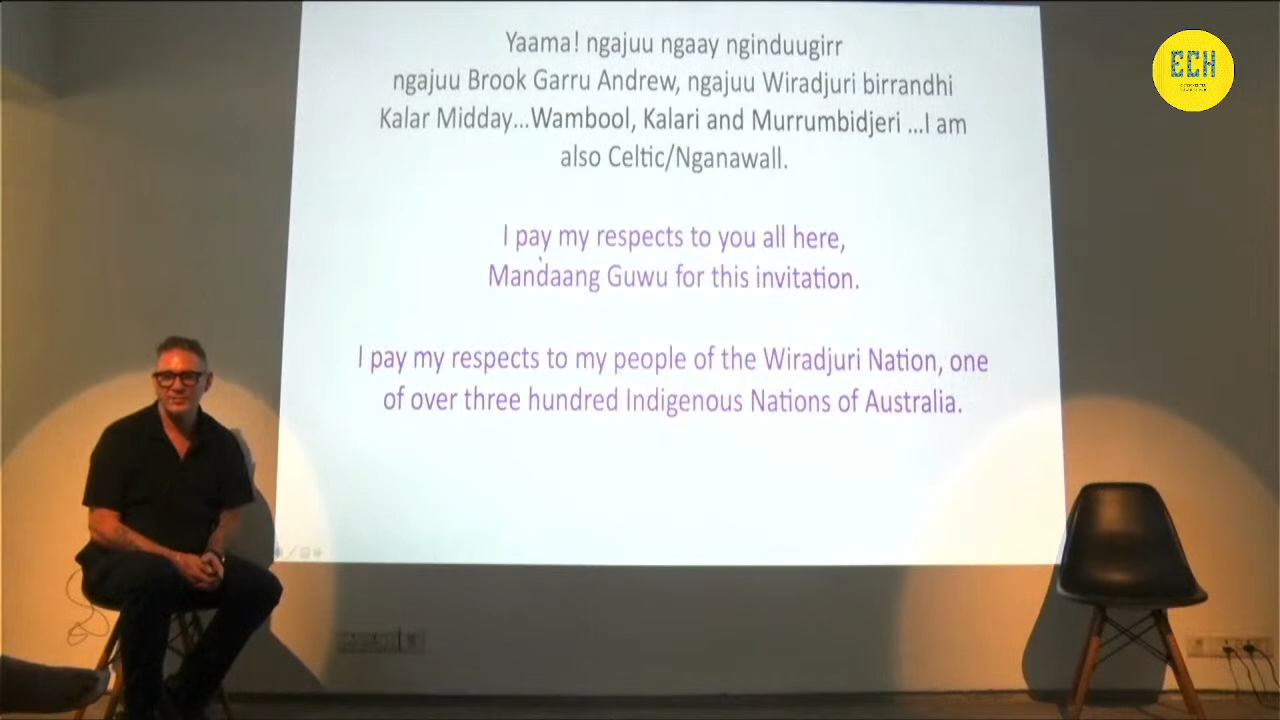 Yaama! ngajuu ngaay nginduugirr
ngajuu Brook Garru Andrew, ngajuu Wiradjuri birrandhi
Kalar Midday...Wambool, Kalari and Murrumbidjeri ...I am
also Celtic/Nganawall.
I pay my respects to you all here,
Mandaang Guwu for this invitation.
I pay my respects to my people of the Wiradjuri Nation, one
of over three hundred Indigenous Nations of Australia.
ECH